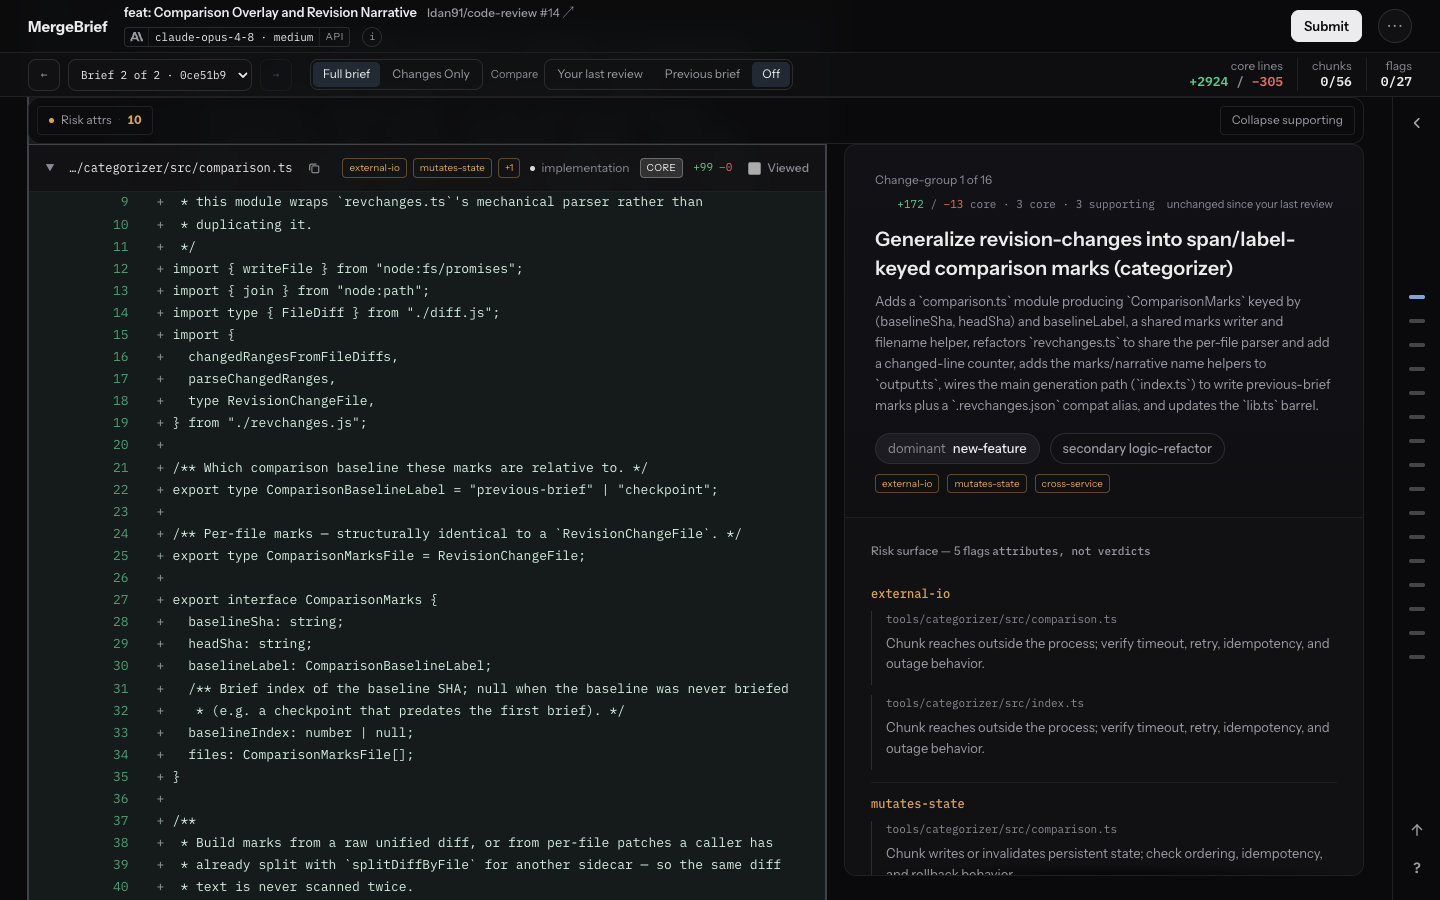 MergeBrief
feat: Comparison Overlay and Revision Narrative Idan91/code-review #14 ↗
A\ claude-opus-4-8 · medium API i
Submit
···
← Brief 2 of 2 · 0ce51b9 →
Full brief Changes Only Compare Your last review Previous brief Off
core lines chunks flags
+2924 / −305 0/56 0/27
Risk attrs · 10
Collapse supporting
…/categorizer/src/comparison.ts external-io mutates-state +1 implementation CORE +99 −0 Viewed
9 + * this module wraps `revchanges.ts`'s mechanical parser rather than
10 + * duplicating it.
11 + */
12 + import { writeFile } from "node:fs/promises";
13 + import { join } from "node:path";
14 + import type { FileDiff } from "./diff.js";
15 + import {
16 + changedRangesFromFileDiffs,
17 + parseChangedRanges,
18 + type RevisionChangeFile,
19 + } from "./revchanges.js";
20 +
21 + /** Which comparison baseline these marks are relative to. */
22 + export type ComparisonBaselineLabel = "previous-brief" | "checkpoint";
23 +
24 + /** Per-file marks — structurally identical to a `RevisionChangeFile`. */
25 + export type ComparisonMarksFile = RevisionChangeFile;
26 +
27 + export interface ComparisonMarks {
28 + baselineSha: string;
29 + headSha: string;
30 + baselineLabel: ComparisonBaselineLabel;
31 + /** Brief index of the baseline SHA; null when the baseline was never briefed
32 + * (e.g. a checkpoint that predates the first brief). */
33 + baselineIndex: number | null;
34 + files: ComparisonMarksFile[];
35 + }
36 +
37 + /**
38 + * Build marks from a raw unified diff, or from per-file patches a caller has
39 + * already split with `splitDiffByFile` for another sidecar — so the same diff
40 + * text is never scanned twice.
Change-group 1 of 16
+172 / −13 core · 3 core · 3 supporting unchanged since your last review
Generalize revision-changes into span/label-
keyed comparison marks (categorizer)
Adds a `comparison.ts` module producing `ComparisonMarks` keyed by
(baselineSha, headSha) and baselineLabel, a shared marks writer and
filename helper, refactors `revchanges.ts` to share the per-file parser and add
a changed-line counter, adds the marks/narrative name helpers to
`output.ts`, wires the main generation path (`index.ts`) to write previous-brief
marks plus a `.revchanges.json` compat alias, and updates the `lib.ts` barrel.
dominant new-feature secondary logic-refactor
external-io mutates-state cross-service
Risk surface — 5 flags attributes, not verdicts
external-io
tools/categorizer/src/comparison.ts
Chunk reaches outside the process; verify timeout, retry, idempotency, and
outage behavior.
tools/categorizer/src/index.ts
Chunk reaches outside the process; verify timeout, retry, idempotency, and
outage behavior.
mutates-state
tools/categorizer/src/comparison.ts
Chunk writes or invalidates persistent state; check ordering, idempotency,
and rollback behavior.
?